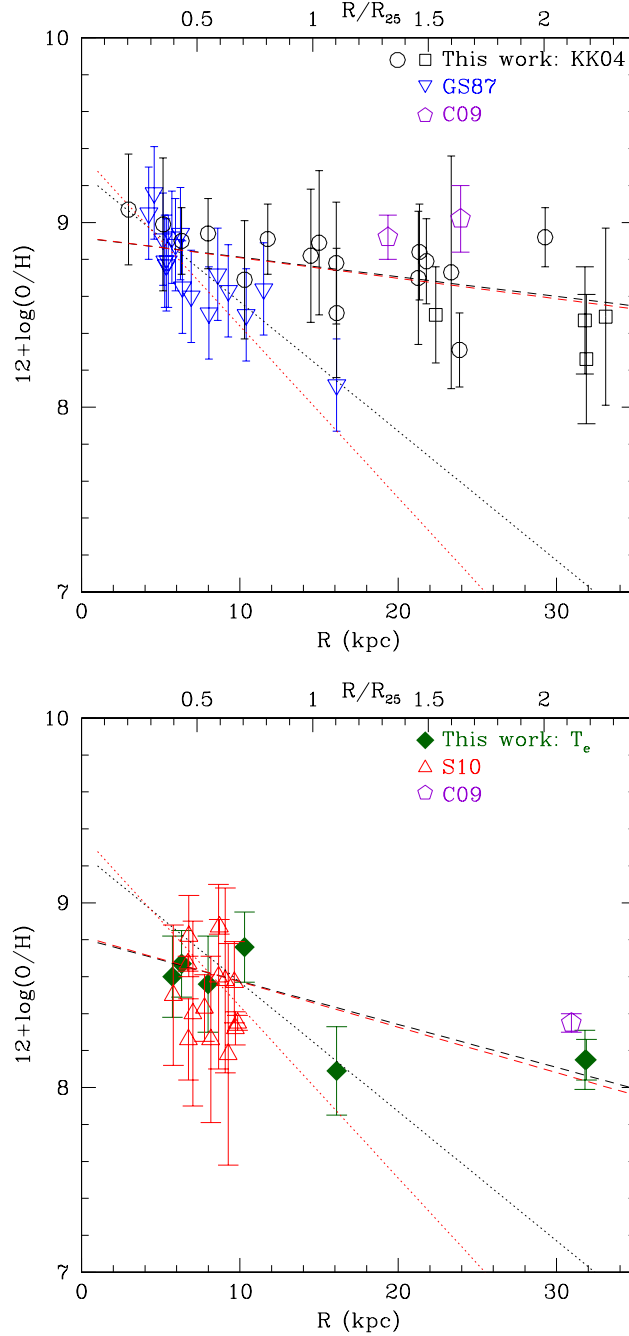 R/R25
0.5 1 1.5 2
10
This work: KK04
GS87
C09
9
12+log(O/H)
8
7
0 10 20 30
R (kpc)
R/R25
0.5 1 1.5 2
10
This work: Te
S10
C09
9
12+log(O/H)
8
7
0 10 20 30
R (kpc)